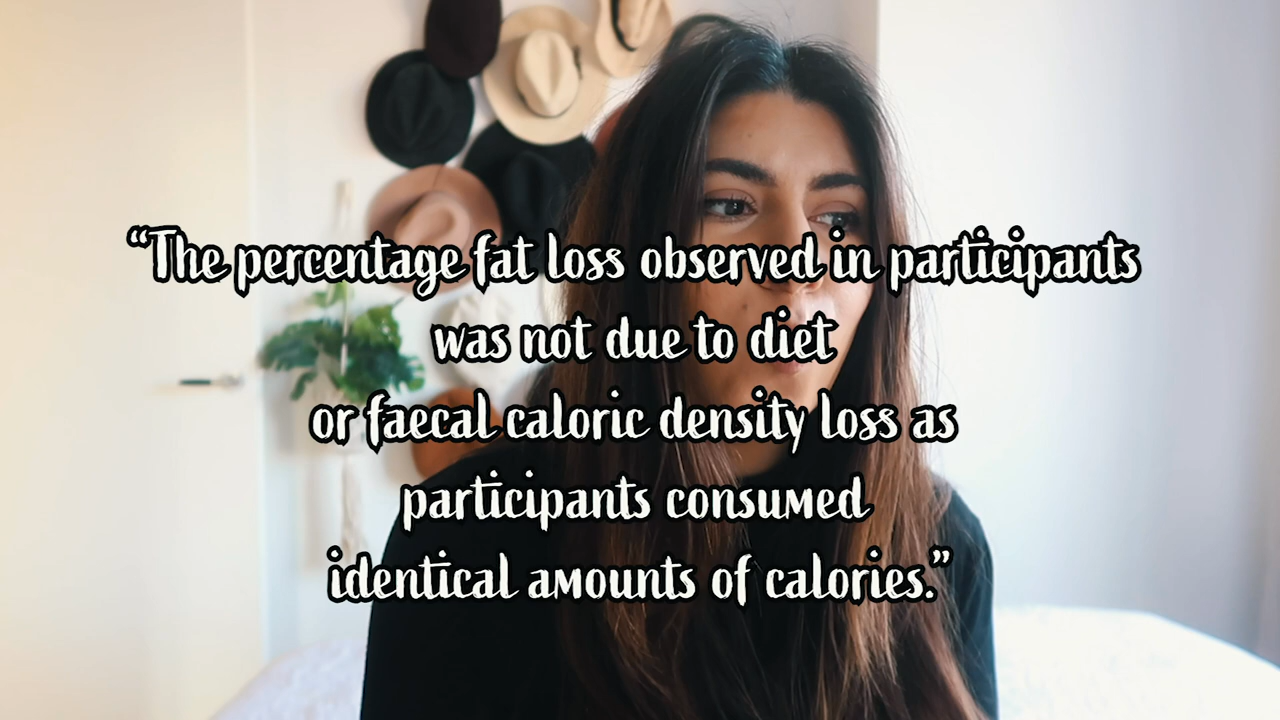 “The percentage fat loss observed in participants
was not due to diet
or faecal caloric density loss as
participants consumed
identical amounts of calories.”